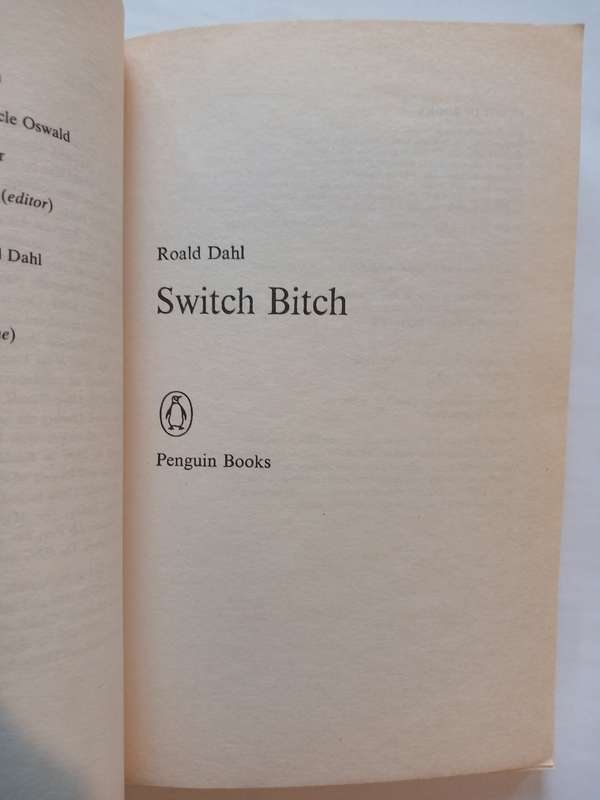 Oswald
(editor)
Dahl
Roald Dahl
Switch Bitch
Penguin Books